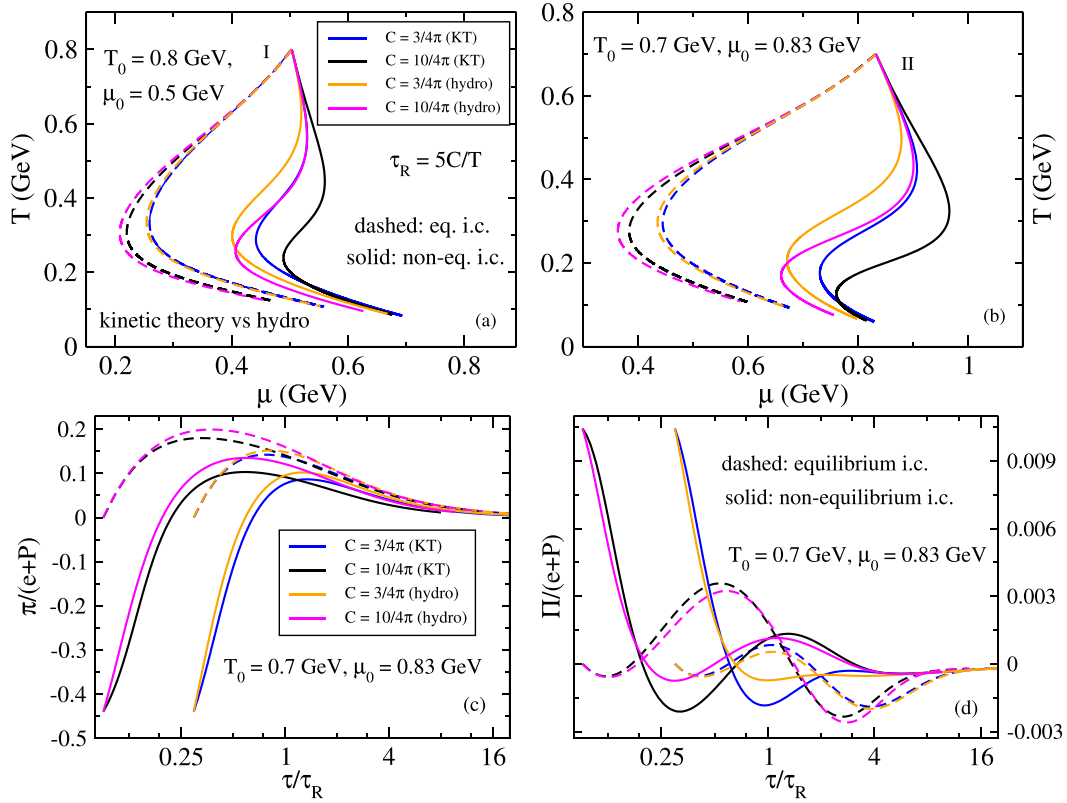 T₀ = 0.8 GeV,
μ₀ = 0.5 GeV
I
C = 3/4π (KT)
C = 10/4π (KT)
C = 3/4π (hydro)
C = 10/4π (hydro)
τ_R = 5C/T
dashed: eq. i.c.
solid: non-eq. i.c.
kinetic theory vs hydro
(a)
T (GeV)
0.8
0.6
0.4
0.2
0
0.2 0.4 0.6 0.8
μ (GeV)
T₀ = 0.7 GeV, μ₀ = 0.83 GeV
II
(b)
T (GeV)
0.8
0.6
0.4
0.2
0
0.4 0.6 0.8 1
μ (GeV)
π/(e+P)
0.2
0.1
0
-0.1
-0.2
-0.3
-0.4
-0.5
C = 3/4π (KT)
C = 10/4π (KT)
C = 3/4π (hydro)
C = 10/4π (hydro)
T₀ = 0.7 GeV, μ₀ = 0.83 GeV
(c)
0.25 1 4 16
τ/τ_R
Π/(e+P)
dashed: equilibrium i.c.
solid: non-equilibrium i.c.
T₀ = 0.7 GeV, μ₀ = 0.83 GeV
(d)
0.009
0.006
0.003
0
-0.003
0.25 1 4 16
τ/τ_R